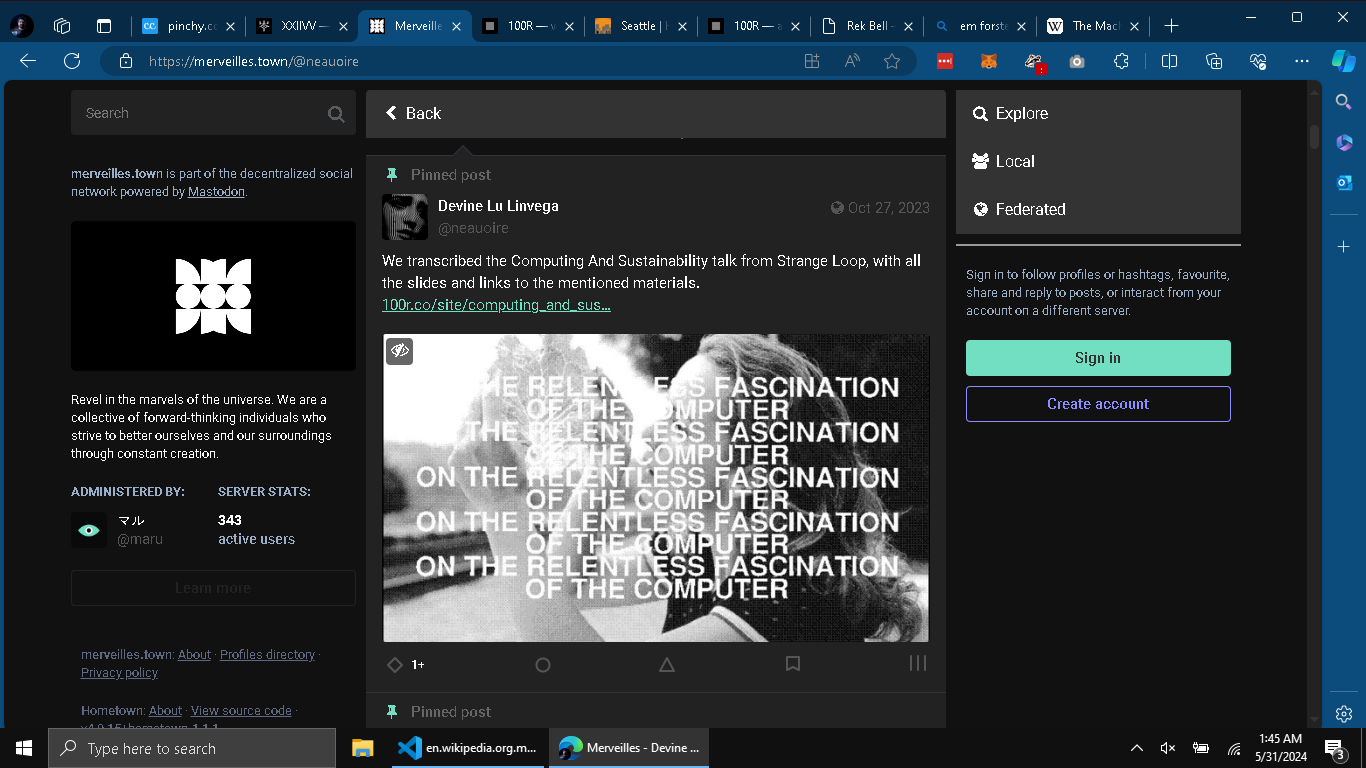 pinchy.cc
XXIIVV —
Merveille
100R — v
Seattle | H
100R — a
Rek Bell -
em forste
The Mach
https://merveilles.town/@neauoire
Search
merveilles.town is part of the decentralized social
network powered by Mastodon.
Revel in the marvels of the universe. We are a
collective of forward-thinking individuals who
strive to better ourselves and our surroundings
through constant creation.
ADMINISTERED BY:
マル
@maru
SERVER STATS:
343
active users
Learn more
merveilles.town: About · Profiles directory ·
Privacy policy
Hometown: About · View source code ·
v4.0.15+hometown-1.1.1
Back
Pinned post
Devine Lu Linvega
@neauoire
Oct 27, 2023
We transcribed the Computing And Sustainability talk from Strange Loop, with all
the slides and links to the mentioned materials.
100r.co/site/computing_and_sus…
THE RELENTLESS FASCINATION
OF THE COMPUTER
THE RELENTLESS FASCINATION
OF THE COMPUTER
ON THE RELENTLESS FASCINATION
OF THE COMPUTER
ON THE RELENTLESS FASCINATION
OF THE COMPUTER
ON THE RELENTLESS FASCINATION
OF THE COMPUTER
1+
Pinned post
Explore
Local
Federated
Sign in to follow profiles or hashtags, favourite,
share and reply to posts, or interact from your
account on a different server.
Sign in
Create account
Type here to search
en.wikipedia.org.m...
Merveilles - Devine ...
1:45 AM
5/31/2024
3